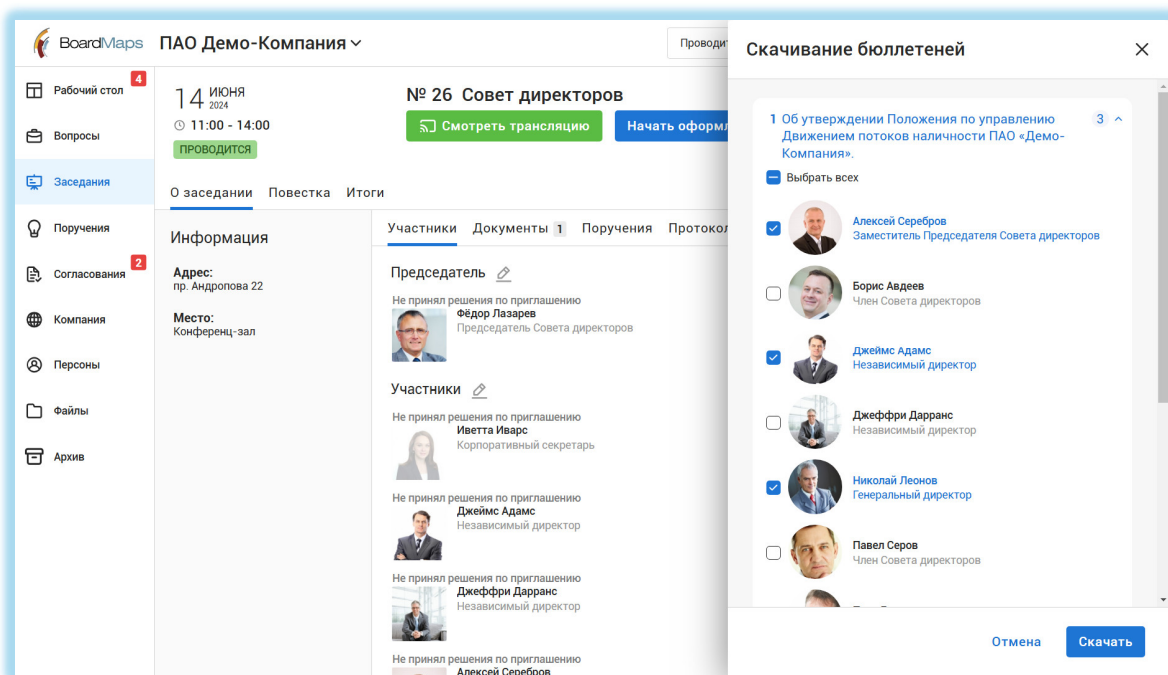 BoardMaps
ПАО Демо-Компания
Рабочий стол
4
Вопросы
Заседания
Поручения
Согласования
2
Компания
Персоны
Файлы
Архив
14 ИЮНЯ
2024
11:00 - 14:00
ПРОВОДИТСЯ
№ 26 Совет директоров
Смотреть трансляцию
О заседании Повестка Итоги
Информация
Адрес:
пр. Андропова 22
Место:
Конференц-зал
Участники Документы 1 Поручения
Председатель
Не принял решения по приглашению
Фёдор Лазарев
Председатель Совета директоров
Участники
Не принял решения по приглашению
Иветта Иварс
Корпоративный секретарь
Не принял решения по приглашению
Джеймс Адамс
Независимый директор
Не принял решения по приглашению
Джеффри Дарранс
Независимый директор
Не принял решения по приглашению
Алексей Серебров
Скачивание бюллетеней
1 Об утверждении Положения по управлению 3
Движением потоков наличности ПАО «Демо-
Компания».
Выбрать всех
Алексей Серебров
Заместитель Председателя Совета директоров
Борис Авдеев
Член Совета директоров
Джеймс Адамс
Независимый директор
Джеффри Дарранс
Независимый директор
Николай Леонов
Генеральный директор
Павел Серов
Член Совета директоров
Отмена
Скачать